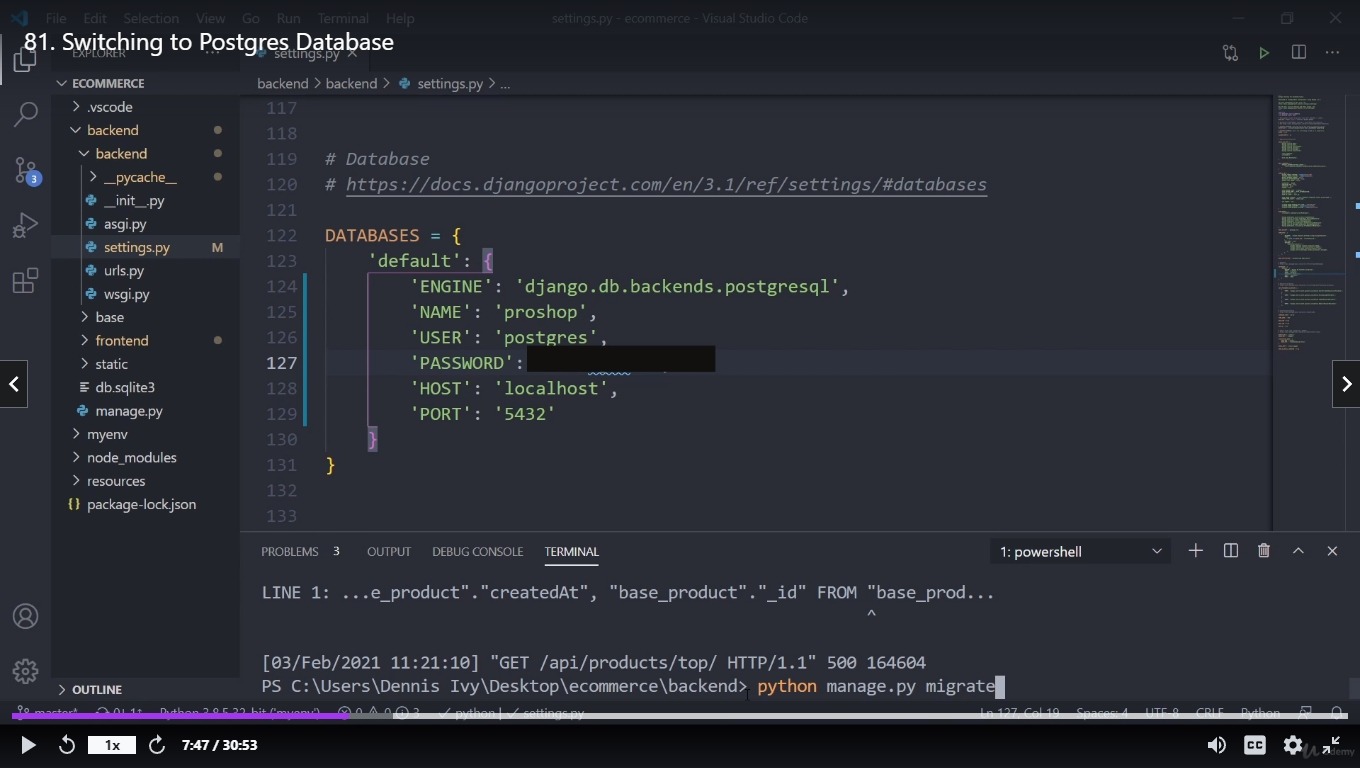 File Edit Selection View Go Run Terminal Help settings.py - ecommerce - Visual Studio Code
81. Switching to Postgres Database
EXPLORER
settings.py
ECOMMERCE
backend > backend > settings.py > ...
.vscode
backend
backend
__pycache__
__init__.py
asgi.py
settings.py M
urls.py
wsgi.py
base
frontend
static
db.sqlite3
manage.py
myenv
node_modules
resources
package-lock.json
OUTLINE
3
117
118
119 # Database
120 # https://docs.djangoproject.com/en/3.1/ref/settings/#databases
121
122 DATABASES = {
123 'default': {
124 'ENGINE': 'django.db.backends.postgresql',
125 'NAME': 'proshop',
126 'USER': 'postgres',
127 'PASSWORD':
128 'HOST': 'localhost',
129 'PORT': '5432'
130 }
131 }
132
133
PROBLEMS 3 OUTPUT DEBUG CONSOLE TERMINAL 1: powershell
LINE 1: ...e_product"."createdAt", "base_product"."_id" FROM "base_prod...
^
[03/Feb/2021 11:21:10] "GET /api/products/top/ HTTP/1.1" 500 164604
PS C:\Users\Dennis Ivy\Desktop\ecommerce\backend> python manage.py migrate
master* 0↓ 1↑ Python 3.8.5 32-bit ('myenv') 0 0 3 python | settings.py Ln 127, Col 19 Spaces: 4 UTF-8 CRLF Python
1x 7:47 / 30:53 CC